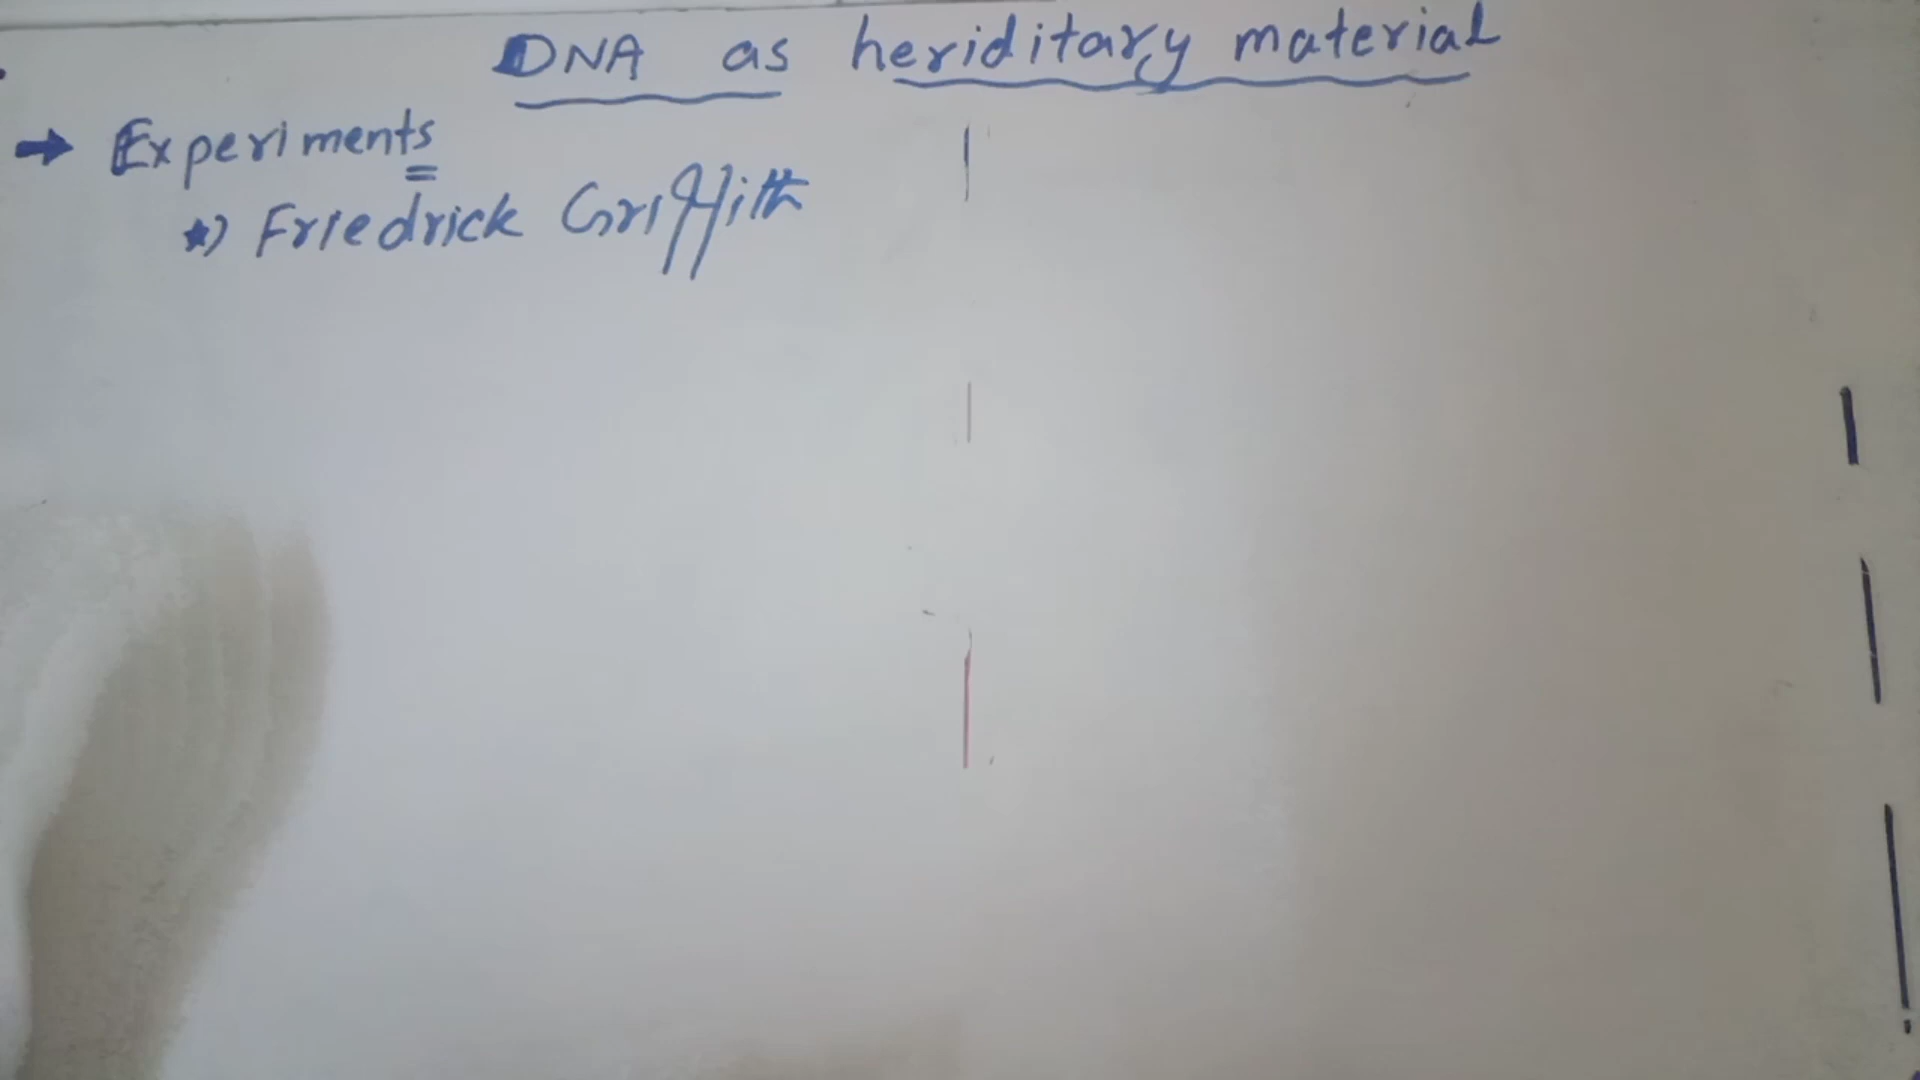 DNA as heriditary material
→ Experiments
*) Friedrick Griffith